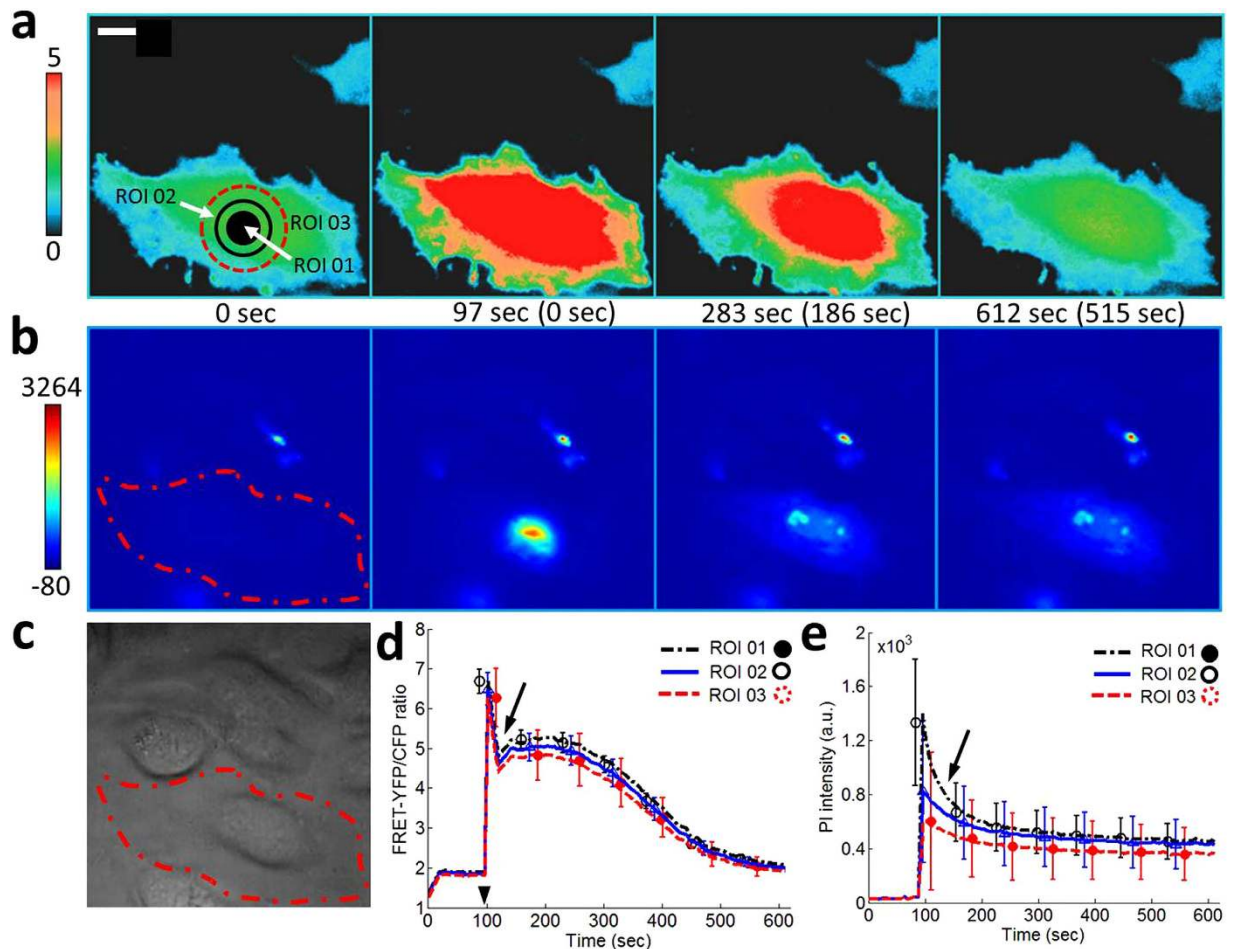 a
5
0
ROI 02
ROI 03
ROI 01
0 sec
97 sec (0 sec)
283 sec (186 sec)
612 sec (515 sec)
b
3264
-80
c
d
FRET-YFP/CFP ratio
8
7
6
5
4
3
2
1
0 100 200 300 400 500 600
Time (sec)
ROI 01
ROI 02
ROI 03
e
PI intensity (a.u.)
2
×10³
1.6
1.2
0.8
0.4
0
0 100 200 300 400 500 600
Time (sec)
ROI 01
ROI 02
ROI 03